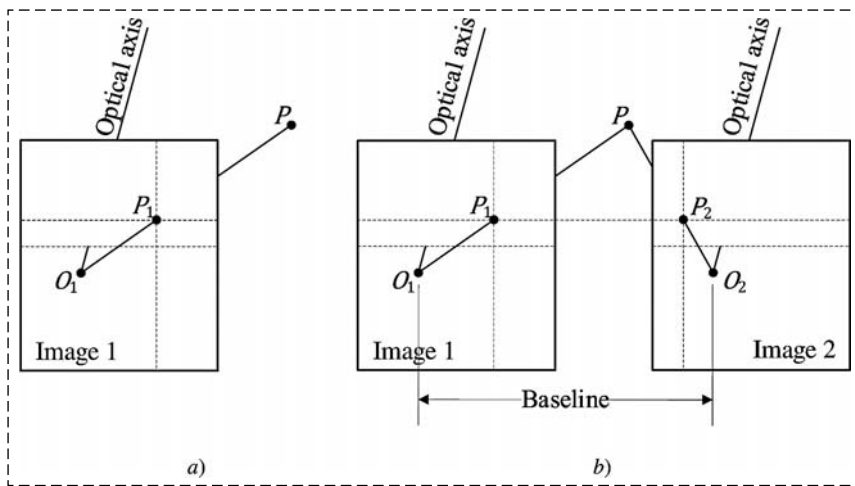 Optical axis
P
P₁
O₁
Image 1
a)
Optical axis
Optical axis
P
P₁
P₂
O₁
O₂
Image 1
Image 2
Baseline
b)